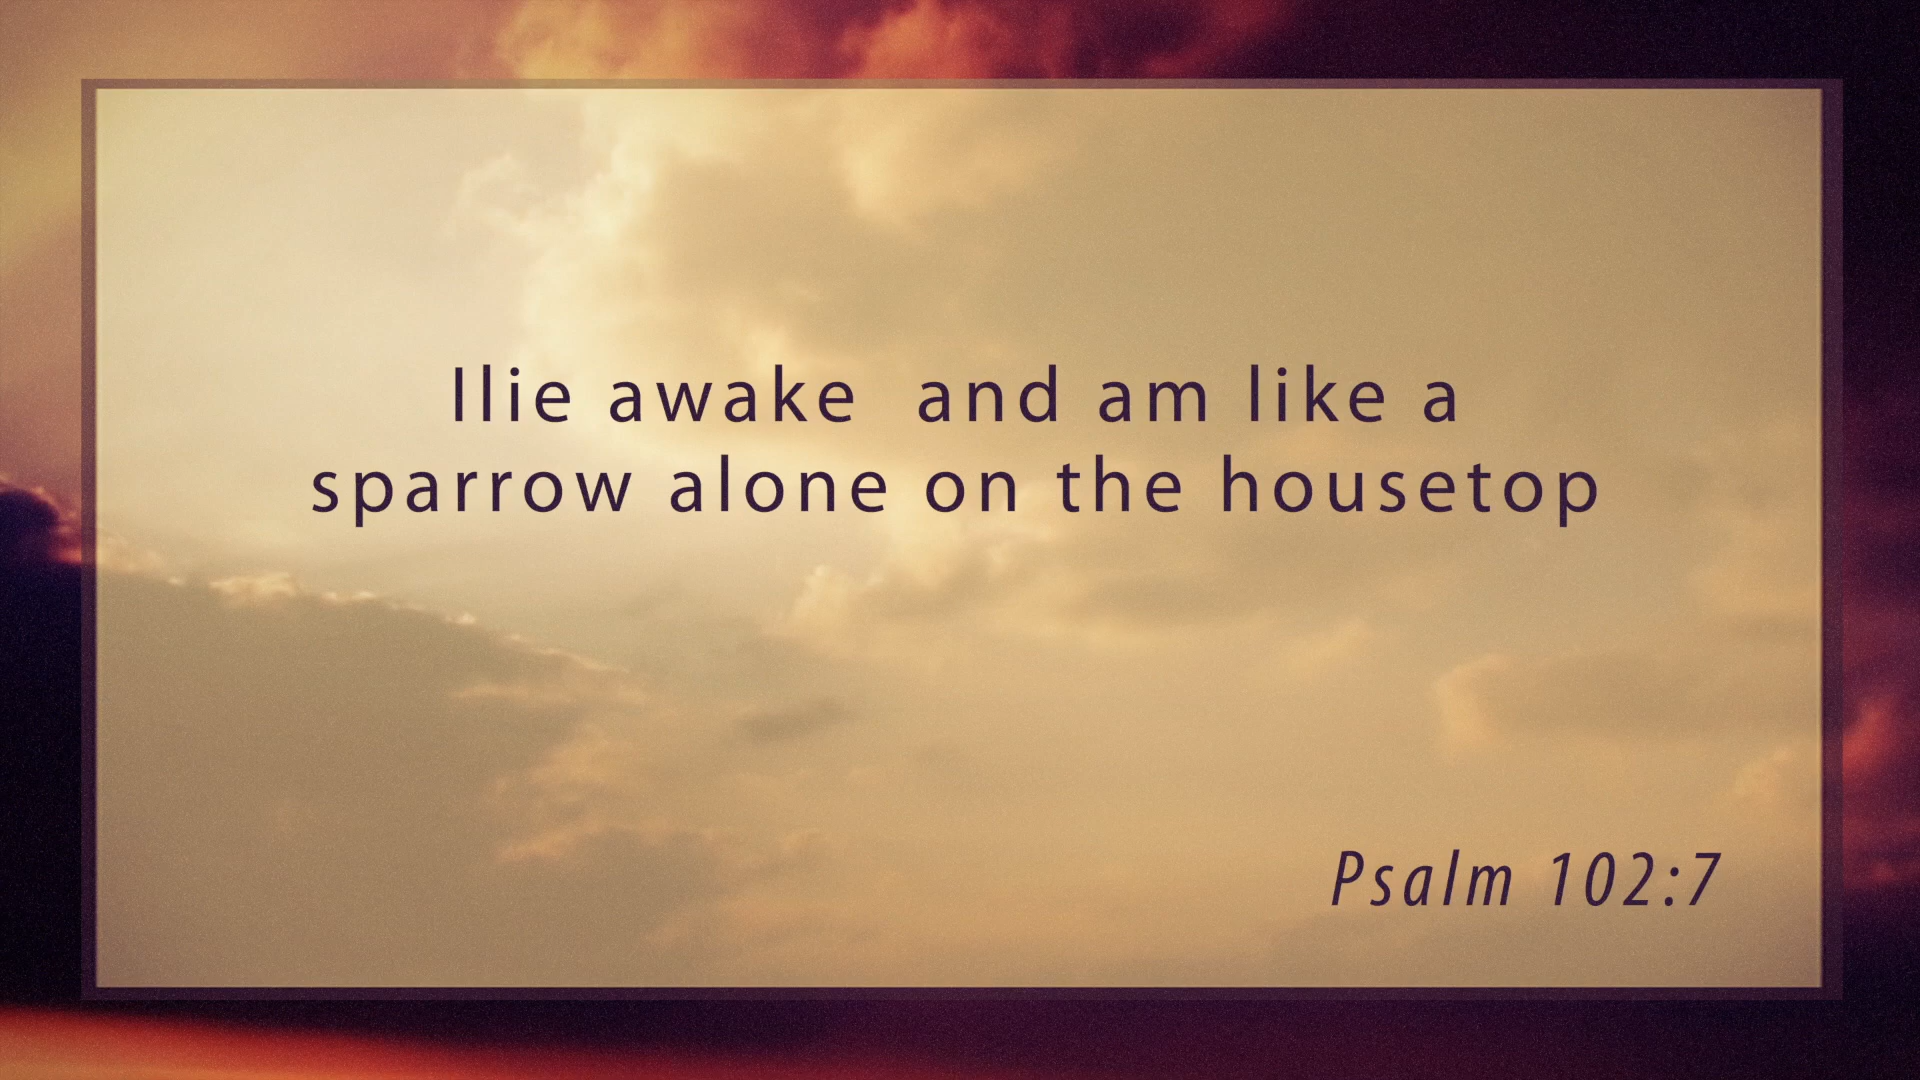 Ilie awake  and am like a
sparrow alone on the housetop
Psalm 102:7